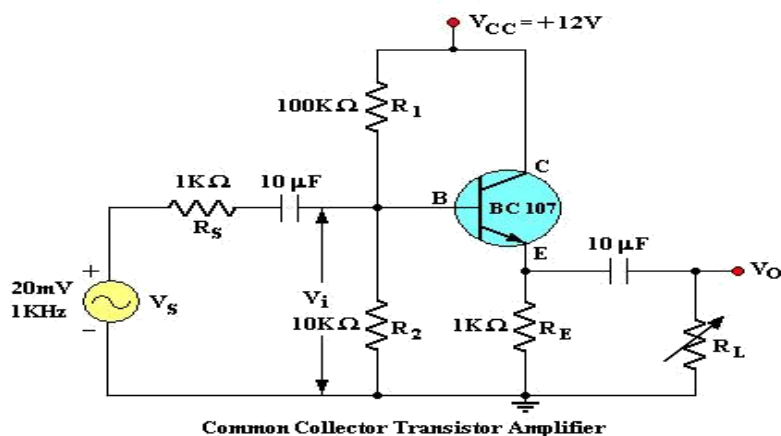 VCC = +12V
100KΩ R1
C
1KΩ 10 μF
B BC 107
RS
E 10 μF
VO
+
20mV
1KHz VS
−
Vi
10KΩ R2
1KΩ RE
RL
Common Collector Transistor Amplifier